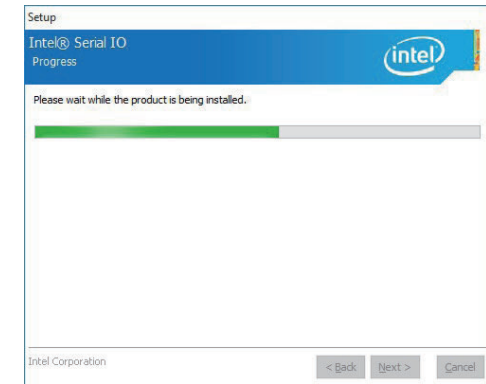 Setup
Intel® Serial IO
Progress
intel
Please wait while the product is being installed.
Intel Corporation
< Back Next > Cancel